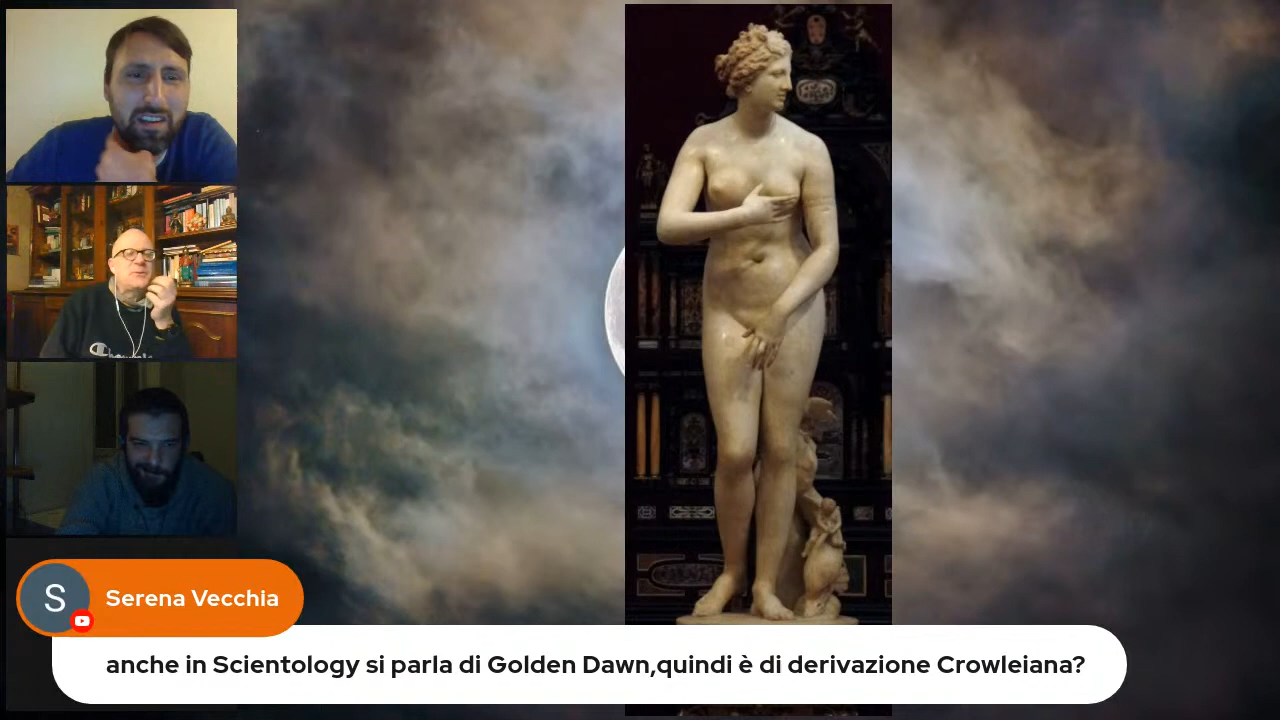 S
Serena Vecchia
anche in Scientology si parla di Golden Dawn,quindi è di derivazione Crowleiana?